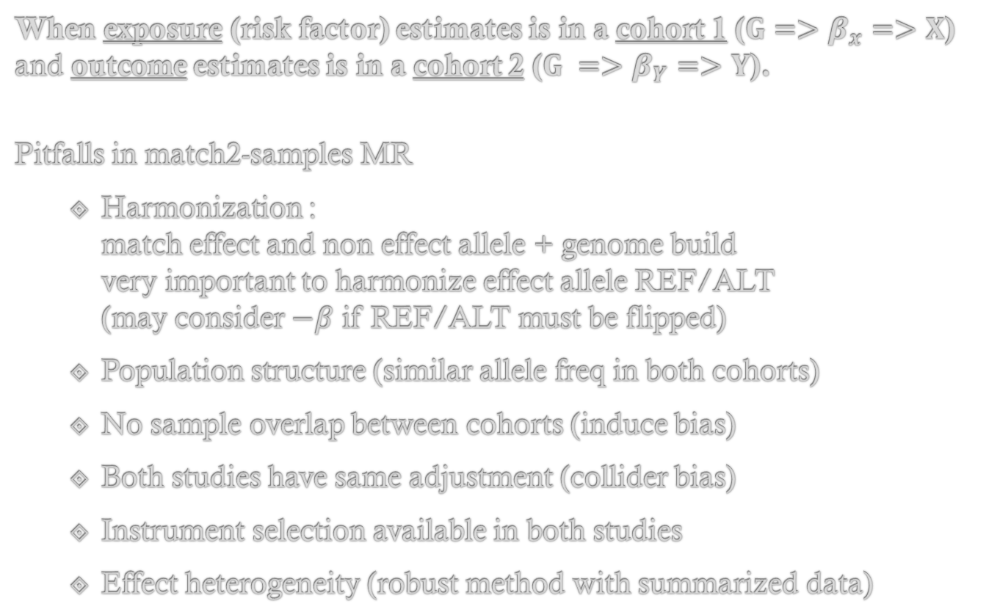 When exposure (risk factor) estimates is in a cohort 1 (G => βₓ => X)
and outcome estimates is in a cohort 2 (G => β_Y => Y).
Pitfalls in match2-samples MR
◈ Harmonization :
match effect and non effect allele + genome build
very important to harmonize effect allele REF/ALT
(may consider −β if REF/ALT must be flipped)
◈ Population structure (similar allele freq in both cohorts)
◈ No sample overlap between cohorts (induce bias)
◈ Both studies have same adjustment (collider bias)
◈ Instrument selection available in both studies
◈ Effect heterogeneity (robust method with summarized data)